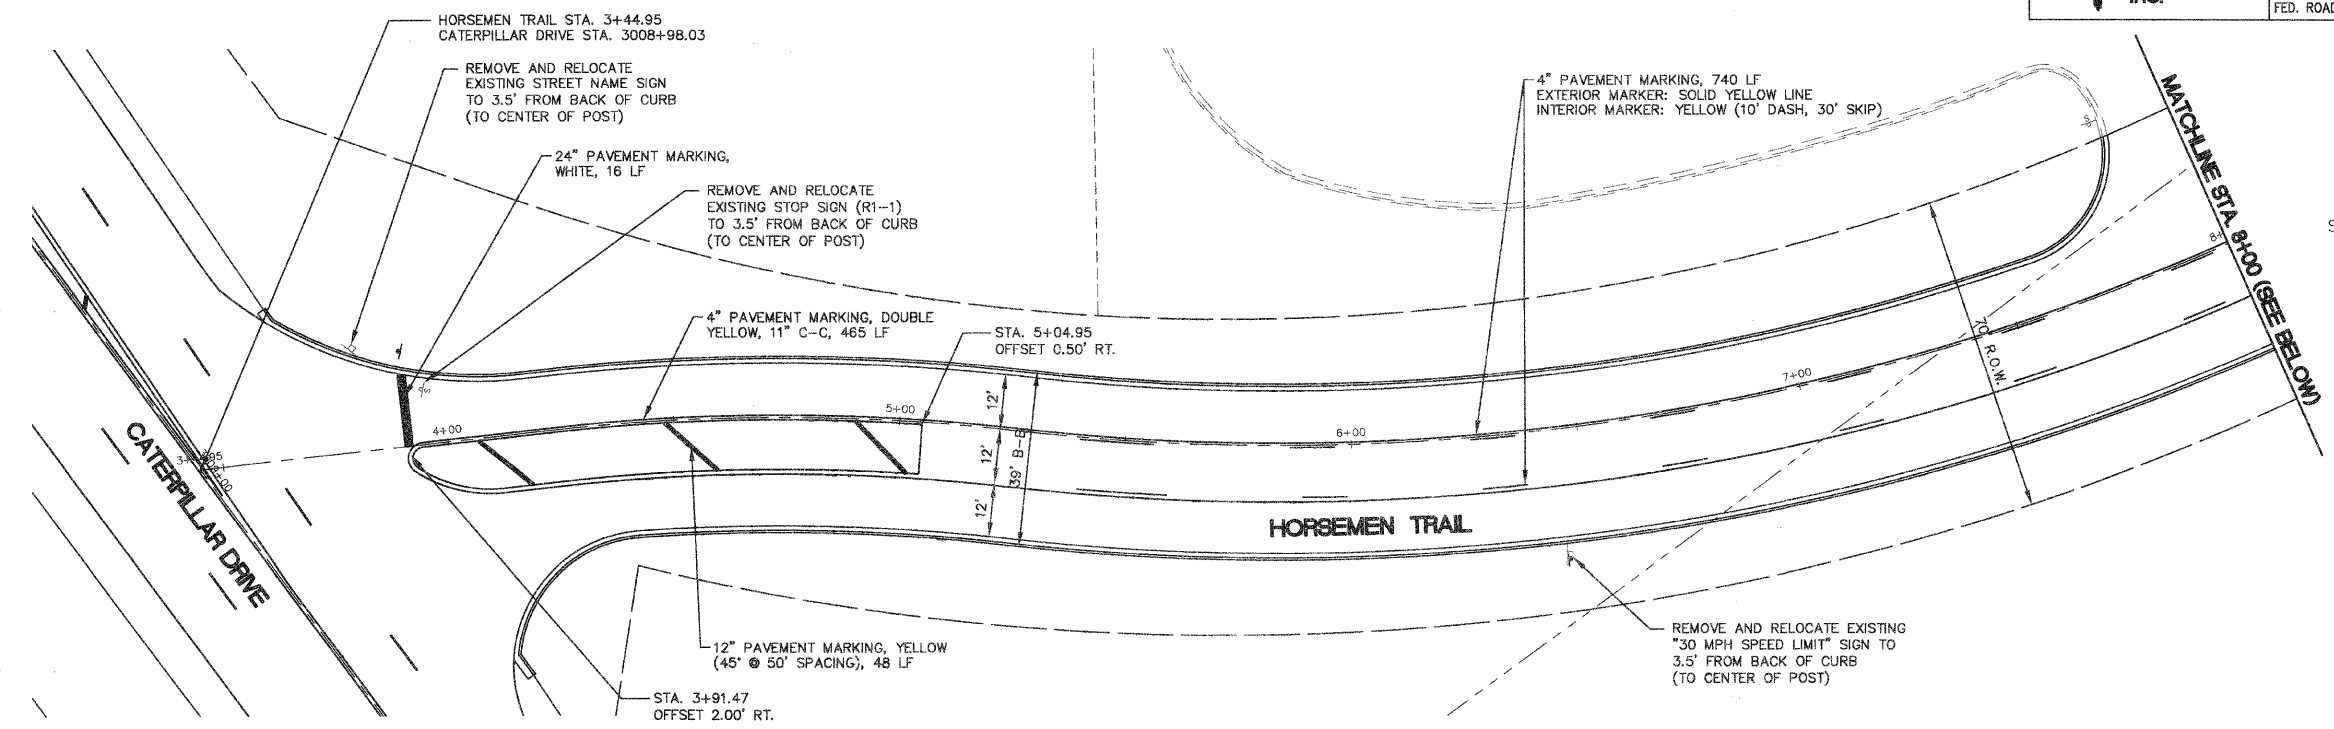 HORSEMEN TRAIL STA. 3+44.95
CATERPILLAR DRIVE STA. 3008+98.03
REMOVE AND RELOCATE
EXISTING STREET NAME SIGN
TO 3.5' FROM BACK OF CURB
(TO CENTER OF POST)
24" PAVEMENT MARKING,
WHITE, 16 LF
REMOVE AND RELOCATE
EXISTING STOP SIGN (R1-1)
TO 3.5' FROM BACK OF CURB
(TO CENTER OF POST)
4" PAVEMENT MARKING, DOUBLE
YELLOW, 11" C-C, 465 LF
STA. 5+04.95
OFFSET 0.50' RT.
4" PAVEMENT MARKING, 740 LF
EXTERIOR MARKER: SOLID YELLOW LINE
INTERIOR MARKER: YELLOW (10' DASH, 30' SKIP)
FED. ROAD
MATCHLINE STA. 8+00 (SEE BELOW)
8+
70'
R.O.W.
4+00
5+00
6+00
7+00
12'
12'
12'
39' B-B
CATERPILLAR DRIVE
HORSEMEN TRAIL
12" PAVEMENT MARKING, YELLOW
(45° @ 50' SPACING), 48 LF
STA. 3+91.47
OFFSET 2.00' RT.
REMOVE AND RELOCATE EXISTING
"30 MPH SPEED LIMIT" SIGN TO
3.5' FROM BACK OF CURB
(TO CENTER OF POST)